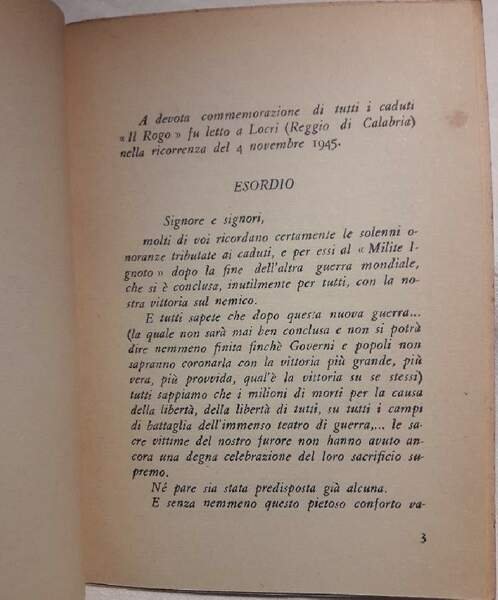 A devota commemorazione di tutti i caduti
« Il Rogo » fu letto a Locri (Reggio di Calabria)
nella ricorrenza del 4 novembre 1945.
ESORDIO
Signore e signori,
molti di voi ricordano certamente le solenni o-
noranze tributate ai caduti, e per essi al « Milite I-
gnoto » dopo la fine dell'altra guerra mondiale,
che si è conclusa, inutilmente per tutti, con la no-
stra vittoria sul nemico.
E tutti sapete che dopo questa nuova guerra...
(la quale non sarà mai ben conclusa e non si potrà
dire nemmeno finita finchè Governi e popoli non
sapranno coronarla con la vittoria più grande, più
vera, più provvida, qual'è la vittoria su se stessi)
tutti sappiamo che i milioni di morti per la causa
della libertà, della libertà di tutti, su tutti i campi
di battaglia dell'immenso teatro di guerra,... le sa-
cre vittime del nostro furore non hanno avuto an-
cora una degna celebrazione del loro sacrificio su-
premo.
Né pare sia stata predisposta già alcuna.
E senza nemmeno questo pietoso conforto va-
3